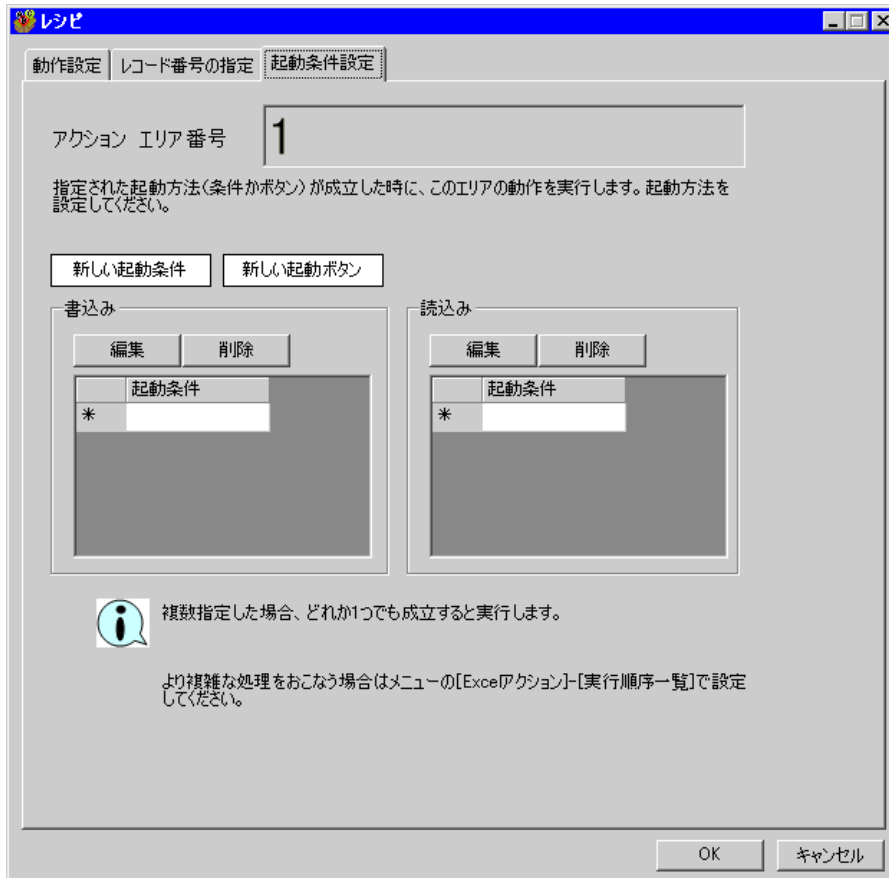 レシピ
動作設定 レコード番号の指定 起動条件設定
アクション エリア番号 1
指定された起動方法(条件かボタン)が成立した時に、このエリアの動作を実行します。起動方法を
設定してください。
新しい起動条件 新しい起動ボタン
書込み 読込み
編集 削除 編集 削除
起動条件 起動条件
* *
複数指定した場合、どれか1つでも成立すると実行します。
より複雑な処理をおこなう場合はメニューの[Excelアクション]-[実行順序一覧]で設定
してください。
OK キャンセル